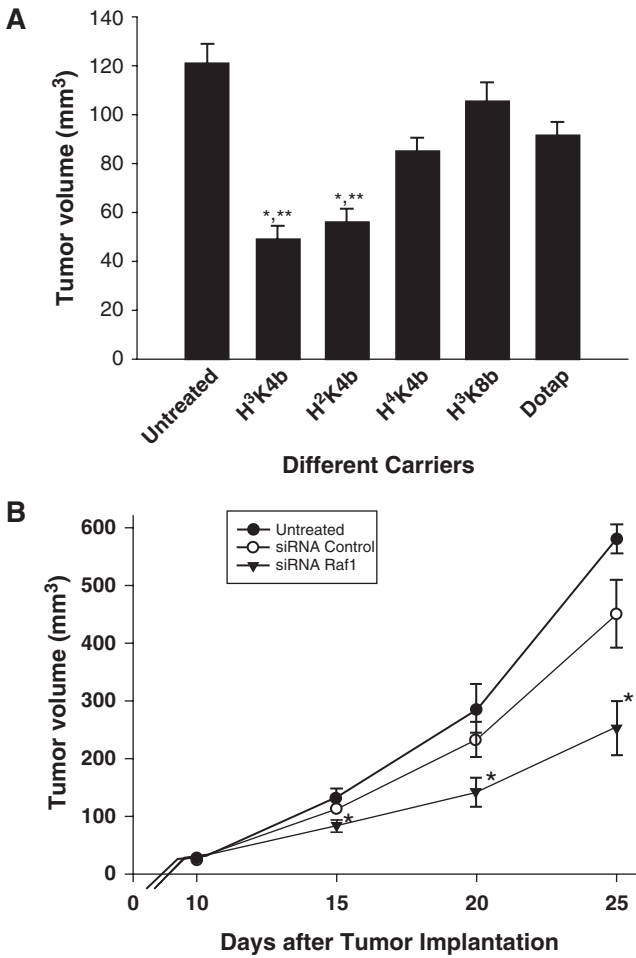 A
Tumor volume (mm³)
140
120
100
80
60
40
20
0
*,**
*,**
Untreated
H³K4b
H²K4b
H⁴K4b
H³K8b
Dotap
Different Carriers
B
Tumor volume (mm³)
600
500
400
300
200
100
0
Untreated
siRNA Control
siRNA Raf1
*
*
*
0 10 15 20 25
Days after Tumor Implantation